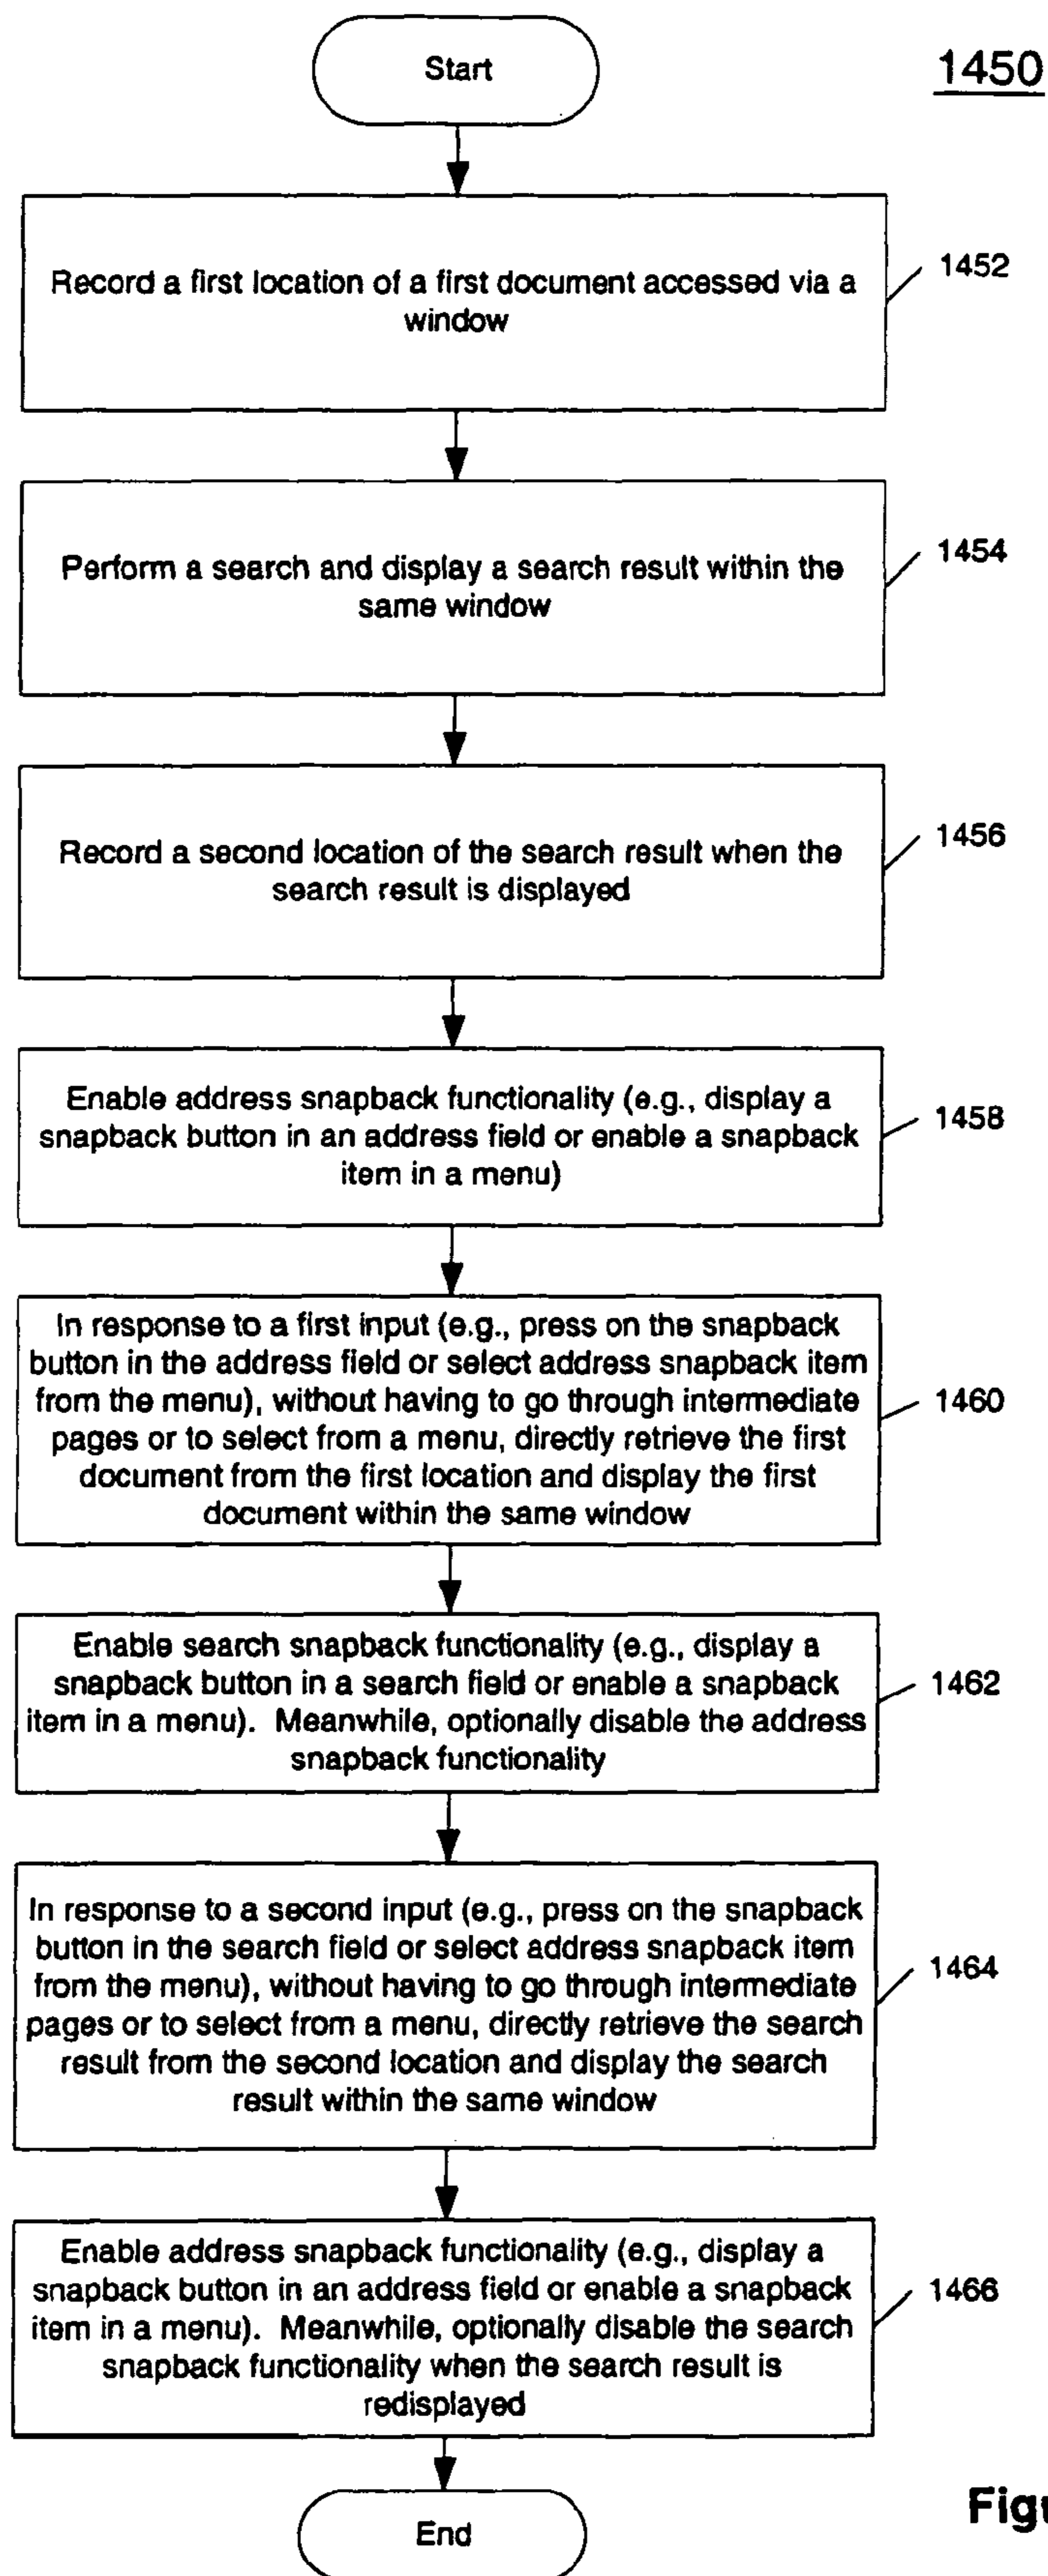 Start
1450
Record a first location of a first document accessed via a
window
1452
Perform a search and display a search result within the
same window
1454
Record a second location of the search result when the
search result is displayed
1456
Enable address snapback functionality (e.g., display a
snapback button in an address field or enable a snapback
item in a menu)
1458
In response to a first input (e.g., press on the snapback
button in the address field or select address snapback item
from the menu), without having to go through intermediate
pages or to select from a menu, directly retrieve the first
document from the first location and display the first
document within the same window
1460
Enable search snapback functionality (e.g., display a
snapback button in a search field or enable a snapback
item in a menu). Meanwhile, optionally disable the address
snapback functionality
1462
In response to a second input (e.g., press on the snapback
button in the search field or select address snapback item
from the menu), without having to go through intermediate
pages or to select from a menu, directly retrieve the search
result from the second location and display the search
result within the same window
1464
Enable address snapback functionality (e.g., display a
snapback button in an address field or enable a snapback
item in a menu). Meanwhile, optionally disable the search
snapback functionality when the search result is
redisplayed
1466
End